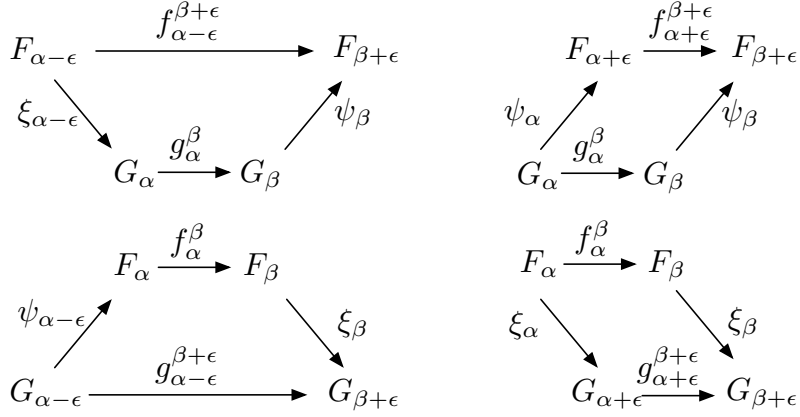 f_{α−ϵ}^{β+ϵ} f_{α+ϵ}^{β+ϵ}
F_{α−ϵ} F_{β+ϵ} F_{α+ϵ} F_{β+ϵ}
ξ_{α−ϵ} ψ_β ψ_α ψ_β
g_α^β g_α^β
G_α G_β G_α G_β
f_α^β f_α^β
F_α F_β F_α F_β
ψ_{α−ϵ} ξ_β ξ_α ξ_β
g_{α−ϵ}^{β+ϵ} g_{α+ϵ}^{β+ϵ}
G_{α−ϵ} G_{β+ϵ} G_{α+ϵ} G_{β+ϵ}